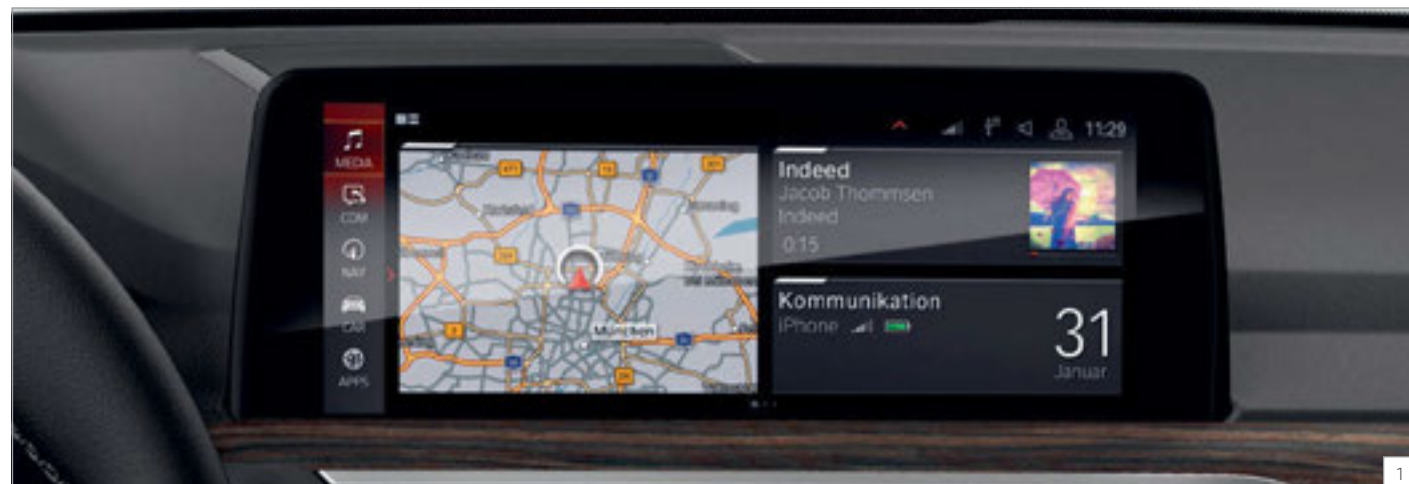 MEDIA
COM
NAV
CAR
APPS
11:29
München
Indeed
Jacob Thommsen
Indeed
0:15
Kommunikation
iPhone
31
Januar
1